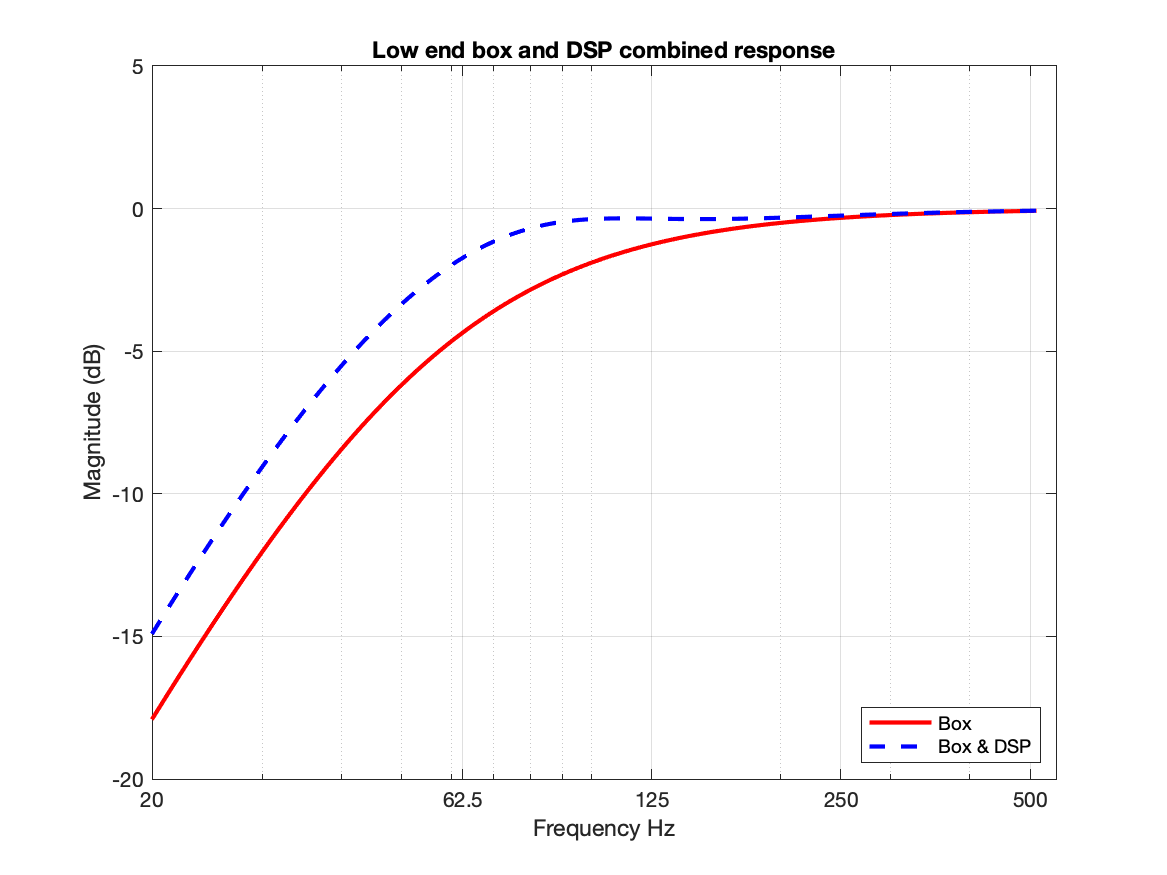 Low end box and DSP combined response
5
0
-5
-10
-15
-20
Magnitude (dB)
20 62.5 125 250 500
Frequency Hz
Box
Box & DSP